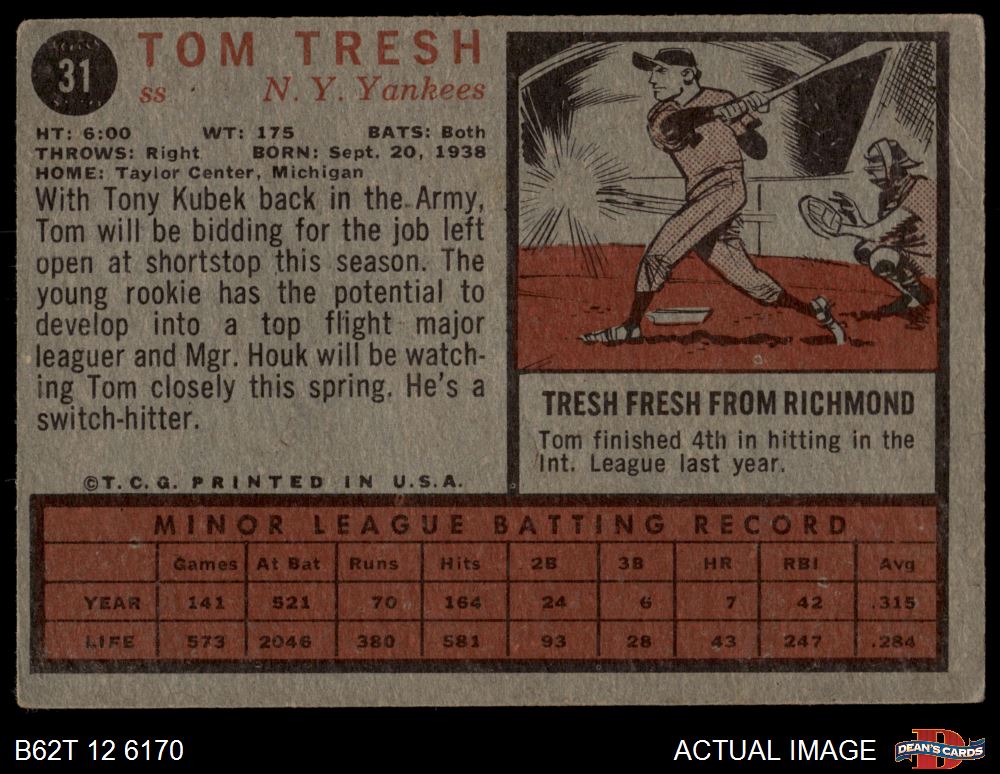 31
TOM TRESH
ss N. Y. Yankees
HT: 6:00 WT: 175 BATS: Both
THROWS: Right BORN: Sept. 20, 1938
HOME: Taylor Center, Michigan
With Tony Kubek back in the Army,
Tom will be bidding for the job left
open at shortstop this season. The
young rookie has the potential to
develop into a top flight major
leaguer and Mgr. Houk will be watch-
ing Tom closely this spring. He's a
switch-hitter.
©T.C.G. PRINTED IN U.S.A.
TRESH FRESH FROM RICHMOND
Tom finished 4th in hitting in the
Int. League last year.
MINOR LEAGUE BATTING RECORD
Games At Bat Runs Hits 2B 3B HR RBI Avg
YEAR 141 521 70 164 24 6 7 42 .315
LIFE 573 2046 380 581 93 28 43 247 .284
B62T 12 6170
ACTUAL IMAGE
D
DEAN'S CARDS